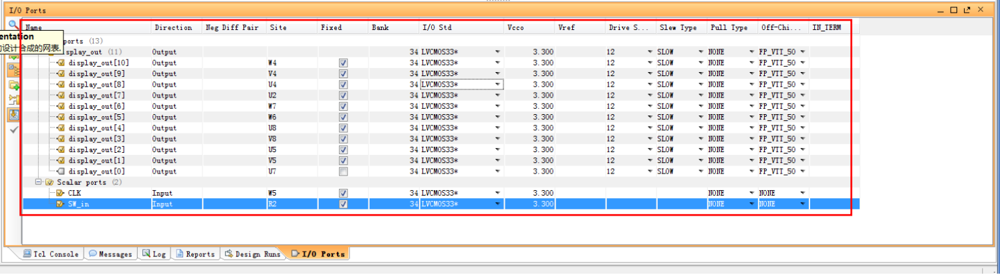 I/O Ports
Name Direction Neg Diff Pair Site Fixed Bank I/O Std Vcco Vref Drive S... Slew Type Pull Type Off-Chi... IN_TERM
entation
设计合成的网表.
ports (13)
splay_out (11) Output 34 LVCMOS33* 3.300 12 SLOW NONE FP_VTT_50
display_out[10] Output W4 34 LVCMOS33* 3.300 12 SLOW NONE FP_VTT_50
display_out[9] Output V4 34 LVCMOS33* 3.300 12 SLOW NONE FP_VTT_50
display_out[8] Output U4 34 LVCMOS33* 3.300 12 SLOW NONE FP_VTT_50
display_out[7] Output U2 34 LVCMOS33* 3.300 12 SLOW NONE FP_VTT_50
display_out[6] Output W7 34 LVCMOS33* 3.300 12 SLOW NONE FP_VTT_50
display_out[5] Output W6 34 LVCMOS33* 3.300 12 SLOW NONE FP_VTT_50
display_out[4] Output U8 34 LVCMOS33* 3.300 12 SLOW NONE FP_VTT_50
display_out[3] Output V8 34 LVCMOS33* 3.300 12 SLOW NONE FP_VTT_50
display_out[2] Output U5 34 LVCMOS33* 3.300 12 SLOW NONE FP_VTT_50
display_out[1] Output V5 34 LVCMOS33* 3.300 12 SLOW NONE FP_VTT_50
display_out[0] Output U7 34 LVCMOS33* 3.300 12 SLOW NONE FP_VTT_50
Scalar ports (2)
CLK Input W5 34 LVCMOS33* 3.300 NONE NONE
SW_in Input R2 34 LVCMOS33* 3.300 NONE NONE
Tcl Console Messages Log Reports Design Runs I/O Ports